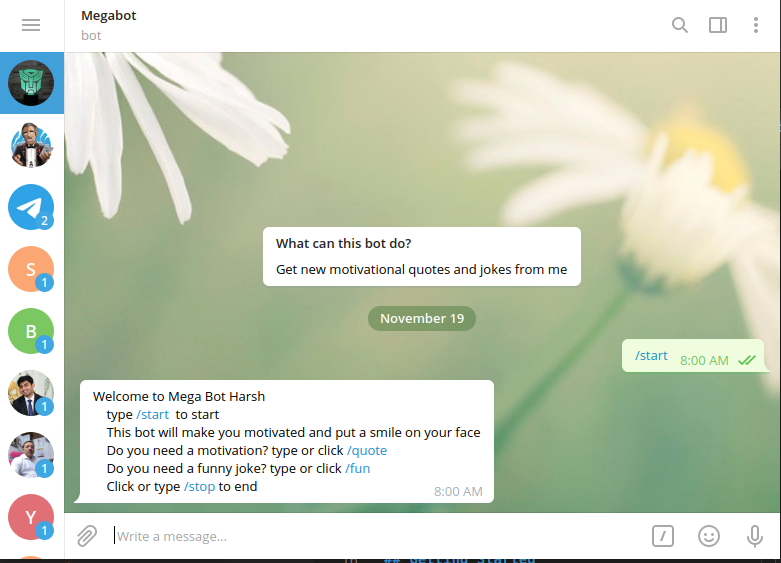 Megabot
bot
2
S
1
B
1
1
1
Y
1
What can this bot do?
Get new motivational quotes and jokes from me
November 19
/start 8:00 AM
Welcome to Mega Bot Harsh
type /start to start
This bot will make you motivated and put a smile on your face
Do you need a motivation? type or click /quote
Do you need a funny joke? type or click /fun
Click or type /stop to end
8:00 AM
Write a message...